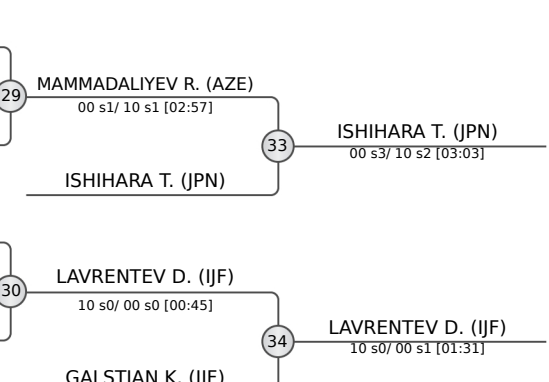 29
MAMMADALIYEV R. (AZE)
00 s1/ 10 s1 [02:57]
33
ISHIHARA T. (JPN)
00 s3/ 10 s2 [03:03]
ISHIHARA T. (JPN)
30
LAVRENTEV D. (IJF)
10 s0/ 00 s0 [00:45]
34
LAVRENTEV D. (IJF)
10 s0/ 00 s1 [01:31]
GALSTIAN K. (IJF)